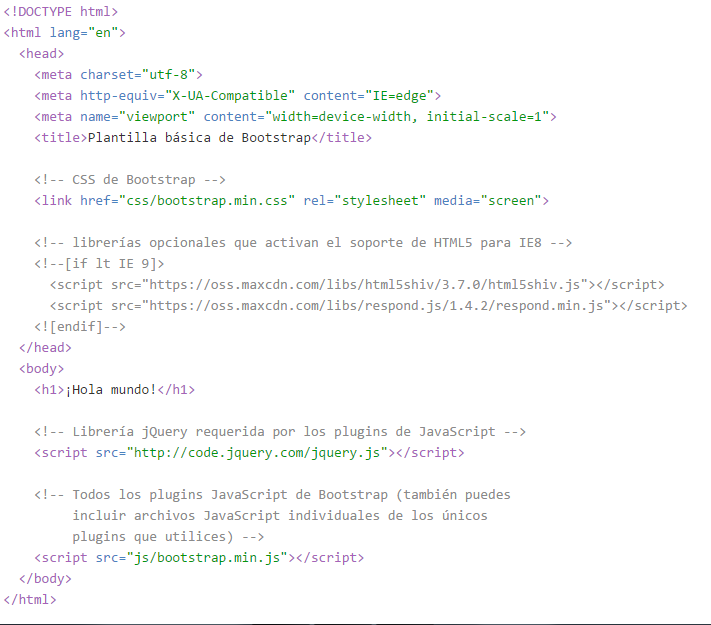 <!DOCTYPE html>
<html lang="en">
  <head>
    <meta charset="utf-8">
    <meta http-equiv="X-UA-Compatible" content="IE=edge">
    <meta name="viewport" content="width=device-width, initial-scale=1">
    <title>Plantilla básica de Bootstrap</title>

    <!-- CSS de Bootstrap -->
    <link href="css/bootstrap.min.css" rel="stylesheet" media="screen">

    <!-- librerías opcionales que activan el soporte de HTML5 para IE8 -->
    <!--[if lt IE 9]>
      <script src="https://oss.maxcdn.com/libs/html5shiv/3.7.0/html5shiv.js"></script>
      <script src="https://oss.maxcdn.com/libs/respond.js/1.4.2/respond.min.js"></script>
    <![endif]-->
  </head>
  <body>
    <h1>¡Hola mundo!</h1>

    <!-- Librería jQuery requerida por los plugins de JavaScript -->
    <script src="http://code.jquery.com/jquery.js"></script>

    <!-- Todos los plugins JavaScript de Bootstrap (también puedes
         incluir archivos JavaScript individuales de los únicos
         plugins que utilices) -->
    <script src="js/bootstrap.min.js"></script>
  </body>
</html>